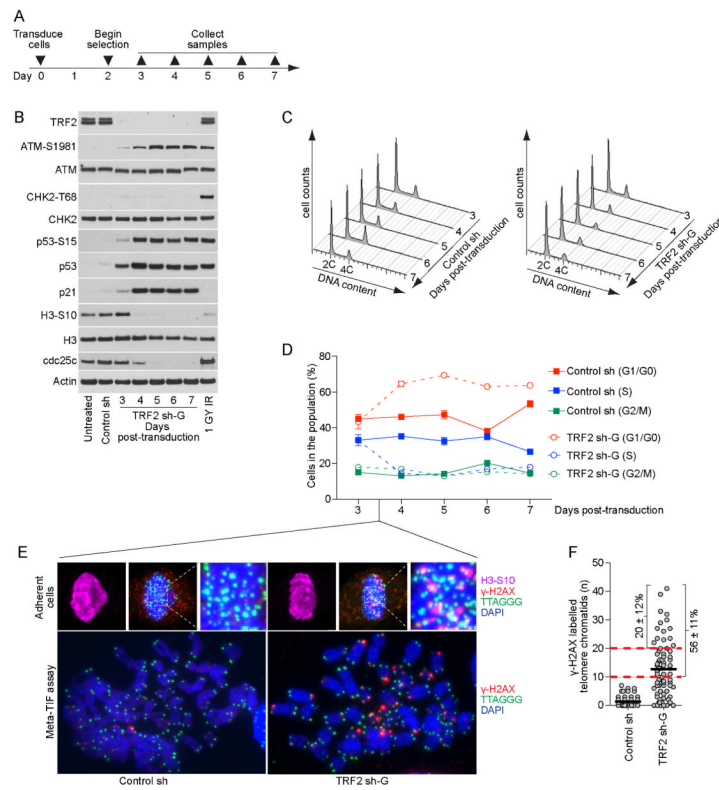 A
Transduce
cells
Begin
selection
Collect
samples
Day 0 1 2 3 4 5 6 7
B
TRF2
ATM-S1981
ATM
CHK2-T68
CHK2
p53-S15
p53
p21
H3-S10
H3
cdc25c
Actin
Untreated
Control sh
3 4 5 6 7
TRF2 sh-G
Days
post-transduction
1 GY IR
C
cell counts
2C 4C
DNA content
3
4
5
6
7
Control sh
Days post-transduction
cell counts
2C 4C
DNA content
3
4
5
6
7
TRF2 sh-G
Days post-transduction
D
Cells in the population (%)
80
60
40
20
0
3 4 5 6 7 Days post-transduction
Control sh (G1/G0)
Control sh (S)
Control sh (G2/M)
TRF2 sh-G (G1/G0)
TRF2 sh-G (S)
TRF2 sh-G (G2/M)
E
Adherent
cells
H3-S10
γ-H2AX
TTAGGG
DAPI
Meta-TIF assay
γ-H2AX
TTAGGG
DAPI
Control sh
TRF2 sh-G
F
γ-H2AX labelled
telomere chromatids (n)
50
40
30
20
10
0
20 ± 12%
56 ± 11%
Control sh
TRF2 sh-G